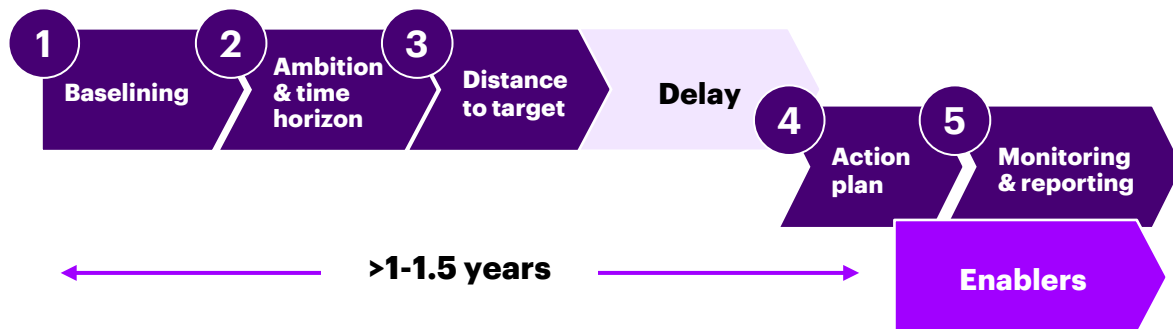 1
Baselining
2
Ambition
& time
horizon
3
Distance
to target
Delay
4
Action
plan
5
Monitoring
& reporting
>1-1.5 years
Enablers